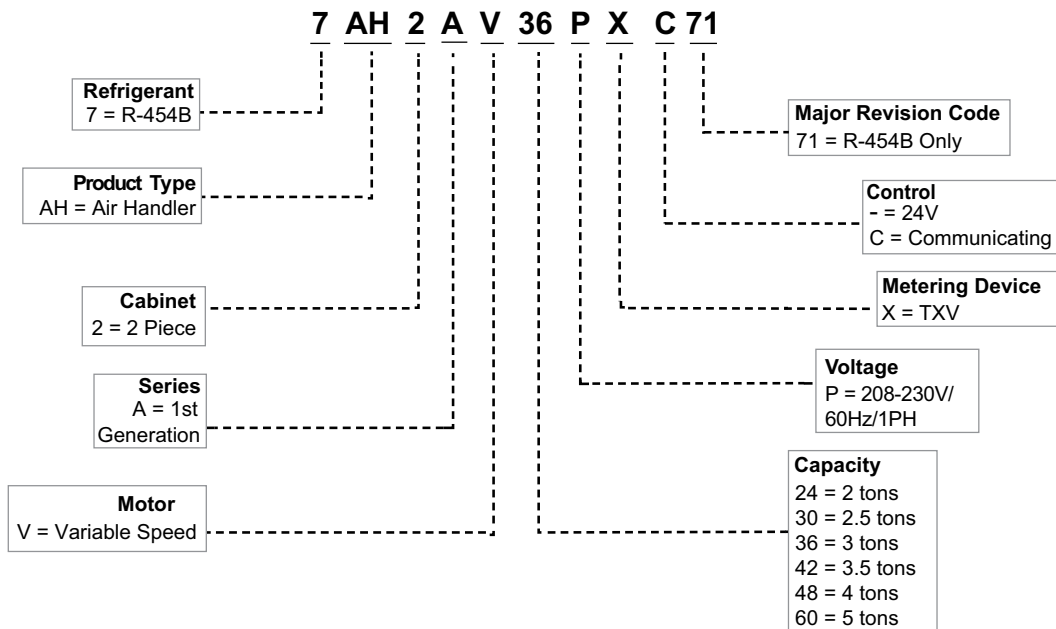 7 AH 2 A V 36 P X C 71
Refrigerant
7 = R-454B
Product Type
AH = Air Handler
Cabinet
2 = 2 Piece
Series
A = 1st
Generation
Motor
V = Variable Speed
Major Revision Code
71 = R-454B Only
Control
- = 24V
C = Communicating
Metering Device
X = TXV
Voltage
P = 208-230V/
60Hz/1PH
Capacity
24 = 2 tons
30 = 2.5 tons
36 = 3 tons
42 = 3.5 tons
48 = 4 tons
60 = 5 tons